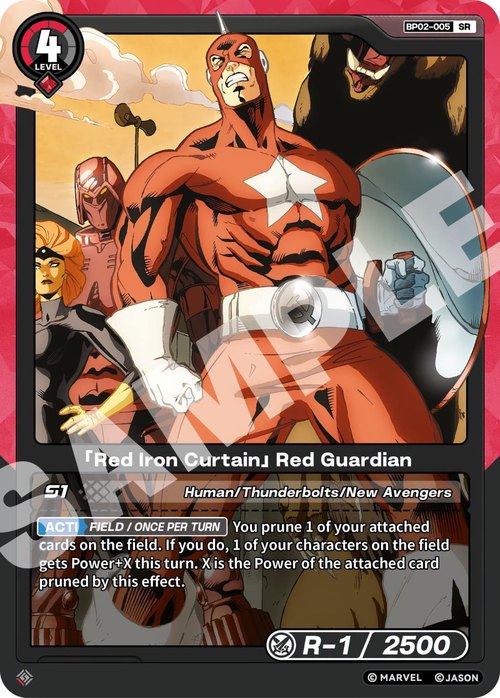 BP02-005 SR
4
LEVEL
「Red Iron Curtain」 Red Guardian
S1
Human/Thunderbolts/New Avengers
ACT1 FIELD / ONCE PER TURN You prune 1 of your attached
cards on the field. If you do, 1 of your characters on the field
gets Power+X this turn. X is the Power of the attached card
pruned by this effect.
R-1 / 2500
© MARVEL © JASON
SAMPLE